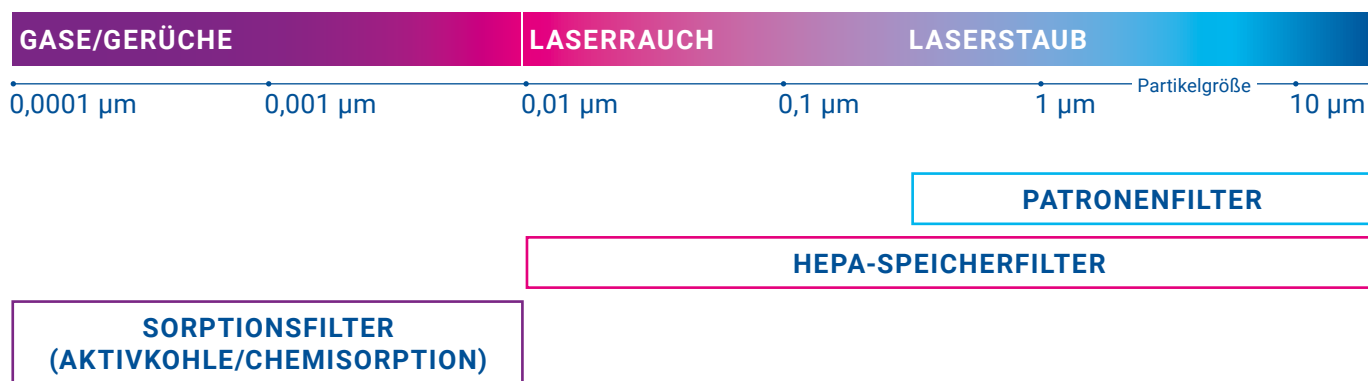 GASE/GERÜCHE LASERRAUCH LASERSTAUB
Partikelgröße
0,0001 µm 0,001 µm 0,01 µm 0,1 µm 1 µm 10 µm
PATRONENFILTER
HEPA-SPEICHERFILTER
SORPTIONSFILTER
(AKTIVKOHLE/CHEMISORPTION)